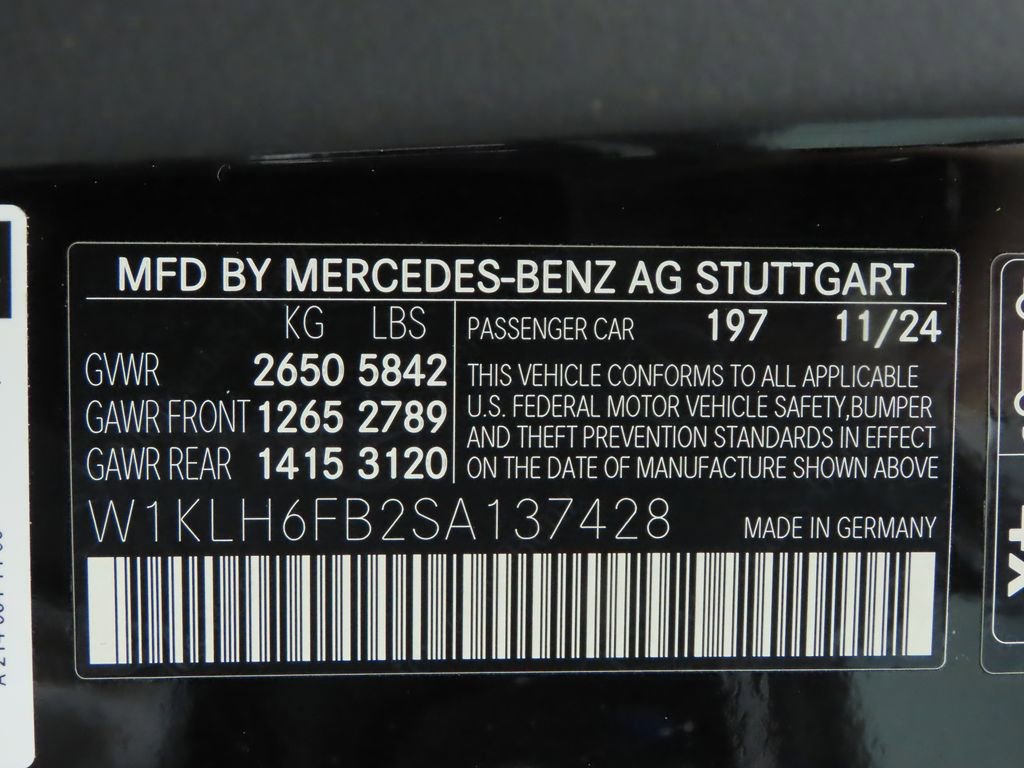 MFD BY MERCEDES-BENZ AG STUTTGART
KG LBS
GVWR 2650 5842
GAWR FRONT 1265 2789
GAWR REAR 1415 3120
PASSENGER CAR 197 11/24
THIS VEHICLE CONFORMS TO ALL APPLICABLE
U.S. FEDERAL MOTOR VEHICLE SAFETY,BUMPER
AND THEFT PREVENTION STANDARDS IN EFFECT
ON THE DATE OF MANUFACTURE SHOWN ABOVE
W1KLH6FB2SA137428 MADE IN GERMANY